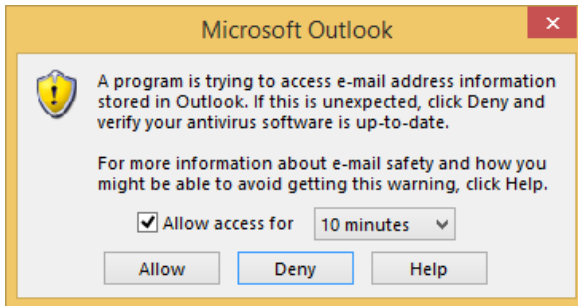 Microsoft Outlook
A program is trying to access e-mail address information
stored in Outlook. If this is unexpected, click Deny and
verify your antivirus software is up-to-date.
For more information about e-mail safety and how you
might be able to avoid getting this warning, click Help.
Allow access for 10 minutes
Allow Deny Help